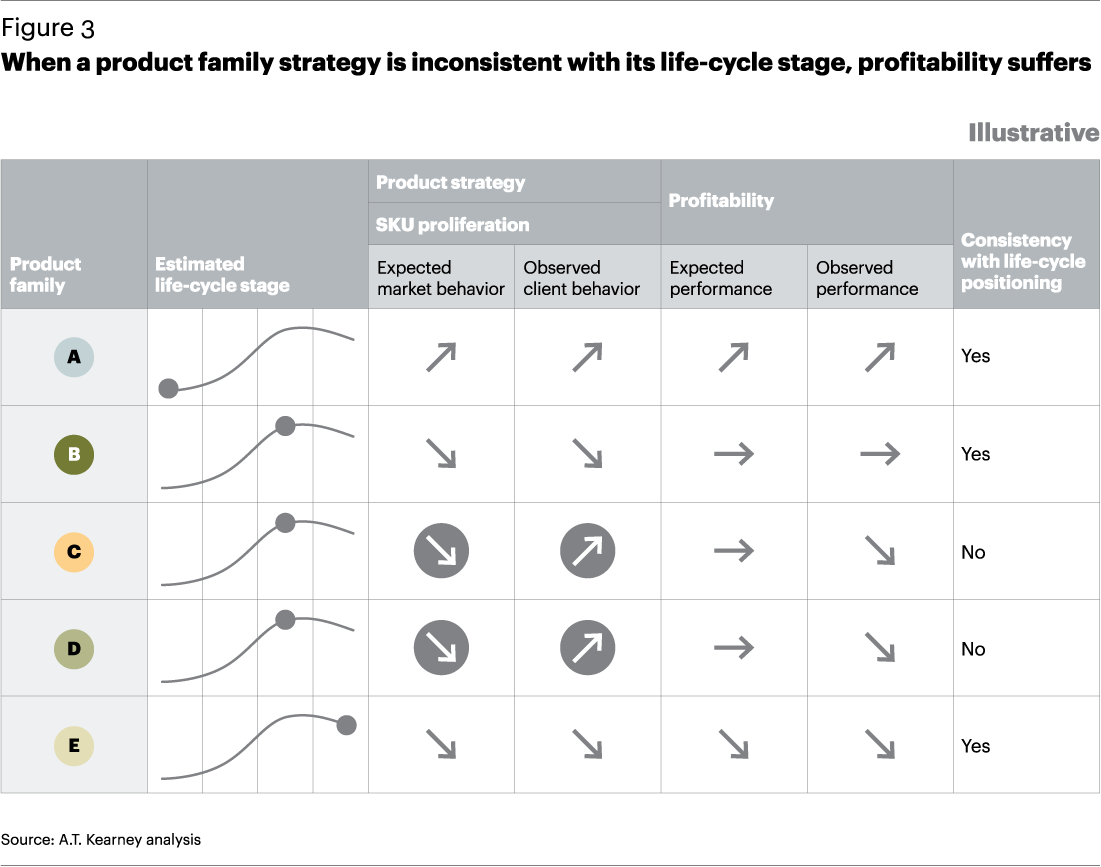 Figure 3
When a product family strategy is inconsistent with its life-cycle stage, profitability suffers
Illustrative
Product strategy
Profitability
SKU proliferation
Product
family
Estimated
life-cycle stage
Expected
market behavior
Observed
client behavior
Expected
performance
Observed
performance
Consistency
with life-cycle
positioning
A
Yes
B
Yes
C
No
D
No
E
Yes
Source: A.T. Kearney analysis